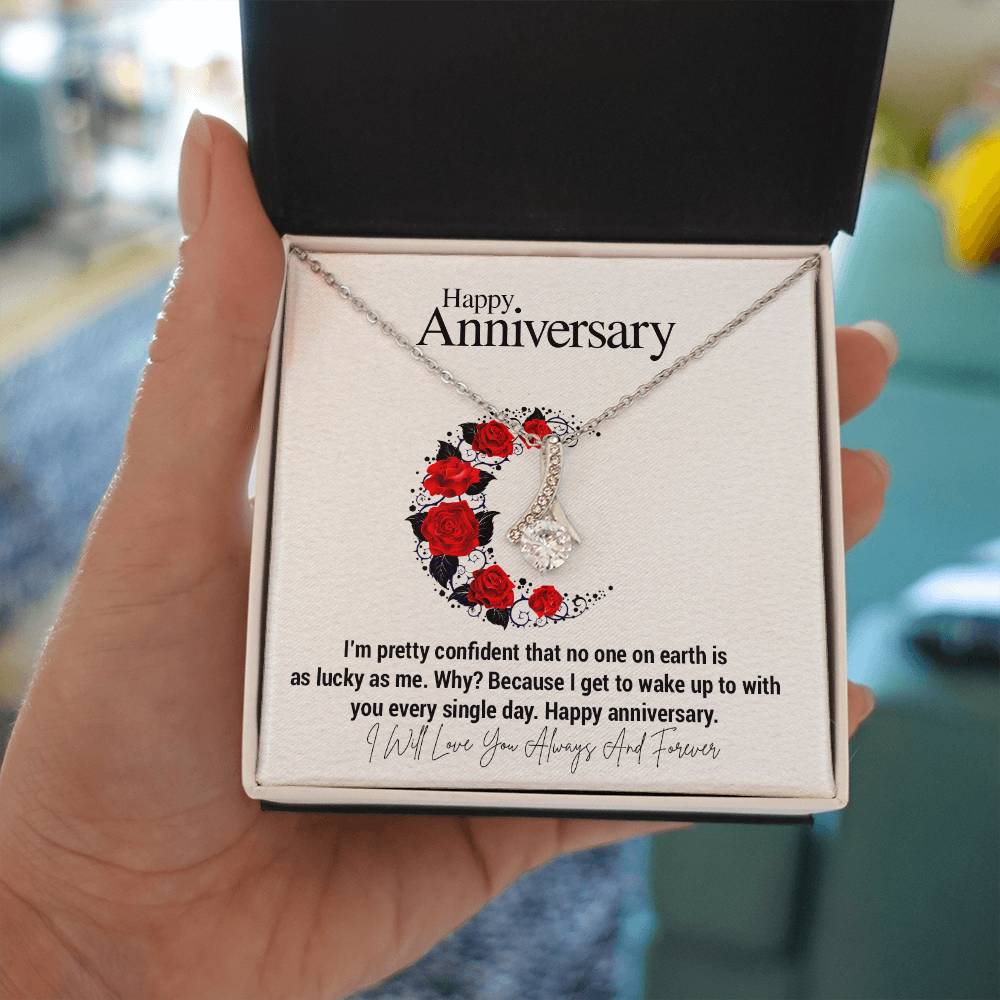 Happy
Anniversary
I'm pretty confident that no one on earth is
as lucky as me. Why? Because I get to wake up to with
you every single day. Happy anniversary.
I Will Love You Always And Forever